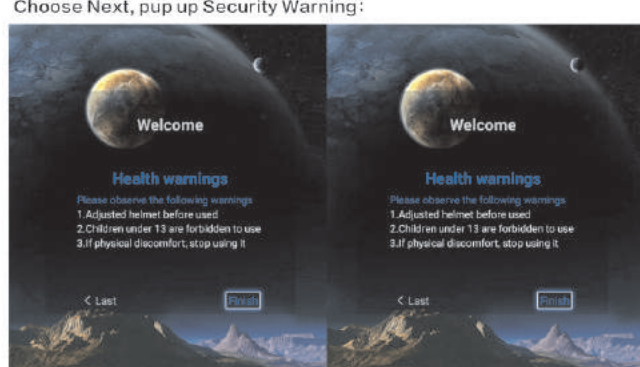 Choose Next, pup up Security Warning:
Welcome
Health warnings
Please observe the following warnings
1.Adjusted helmet before used
2.Children under 13 are forbidden to use
3.If physical discomfort, stop using it
< Last
Finish
Welcome
Health warnings
Please observe the following warnings
1.Adjusted helmet before used
2.Children under 13 are forbidden to use
3.If physical discomfort, stop using it
< Last
Finish